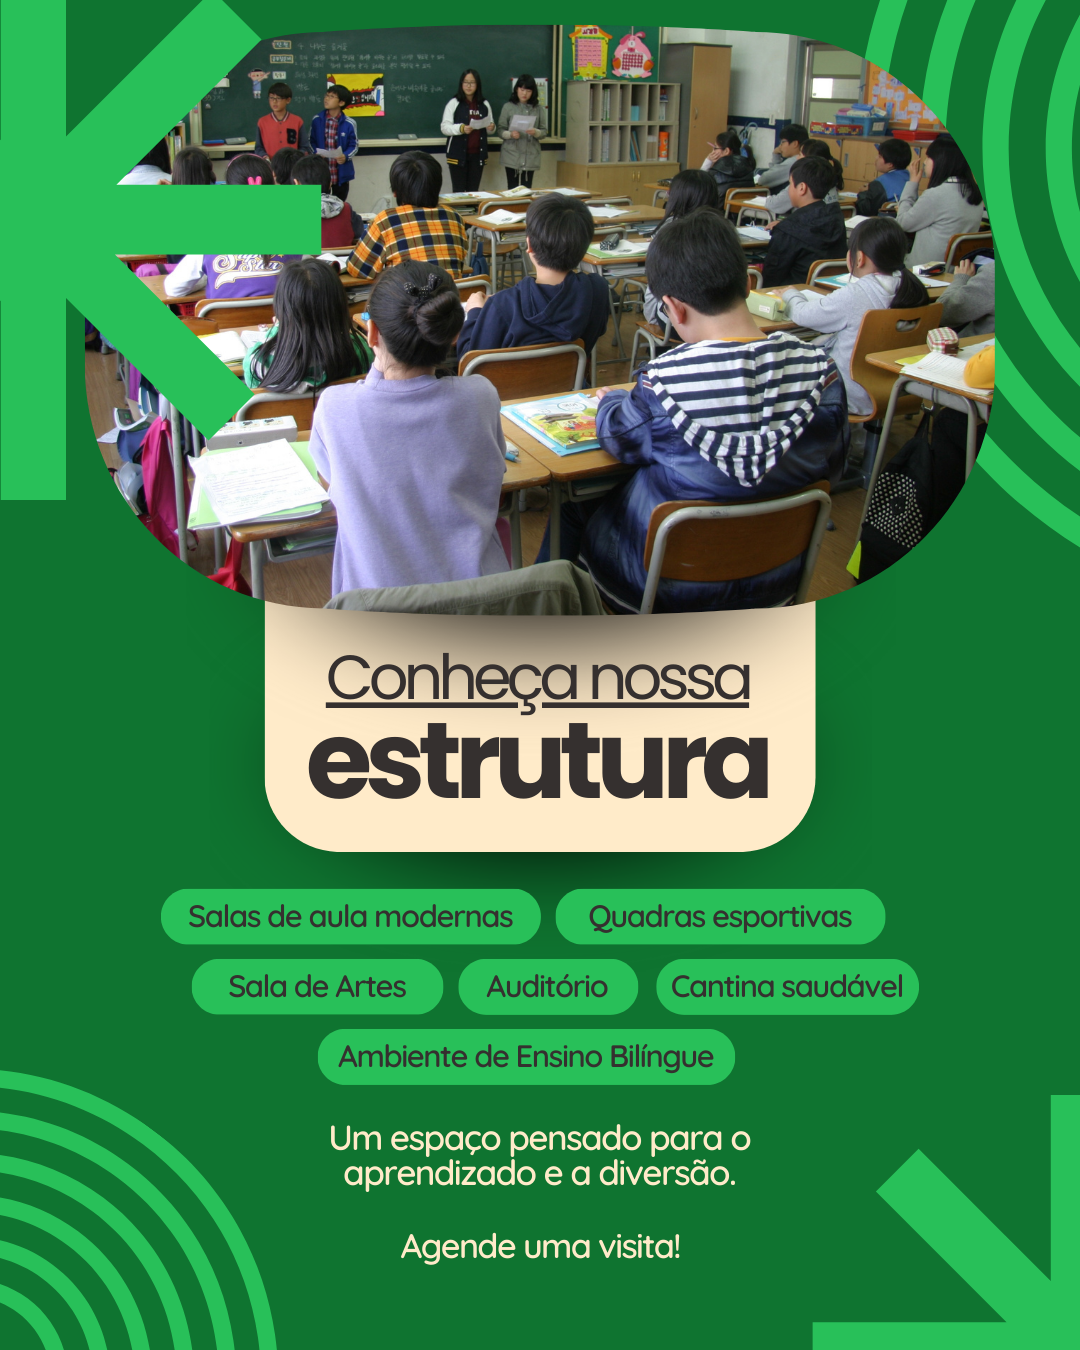 Conheça nossa
estrutura
Salas de aula modernas
Quadras esportivas
Sala de Artes
Auditório
Cantina saudável
Ambiente de Ensino Bilíngue
Um espaço pensado para o
aprendizado e a diversão.
Agende uma visita!